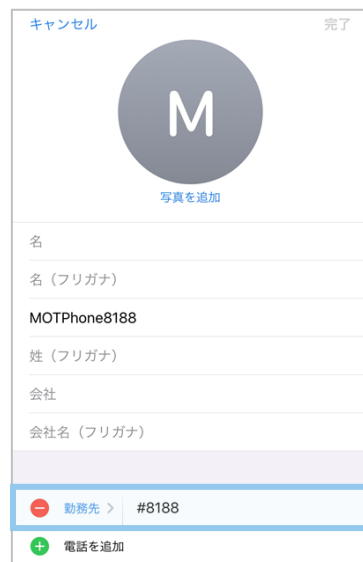 キャンセル 完了
M
写真を追加
名
名（フリガナ）
MOTPhone8188
姓（フリガナ）
会社
会社名（フリガナ）
勤務先 #8188
電話を追加